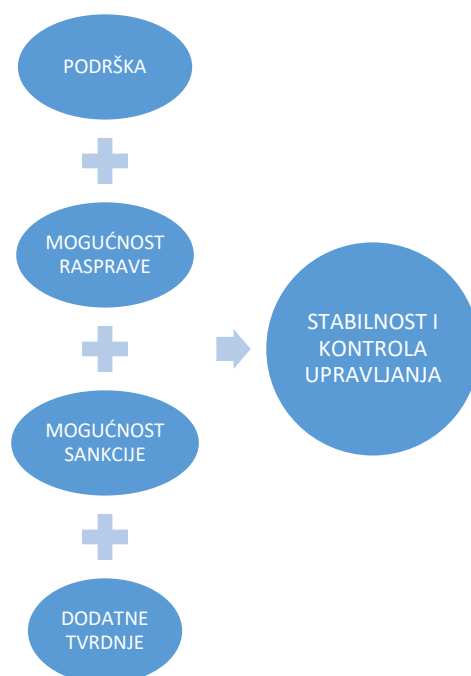 PODRŠKA
MOGUĆNOST
RASPRAVE
MOGUĆNOST
SANKCIJE
DODATNE
TVRDNJE
STABILNOST I
KONTROLA
UPRAVLJANJA